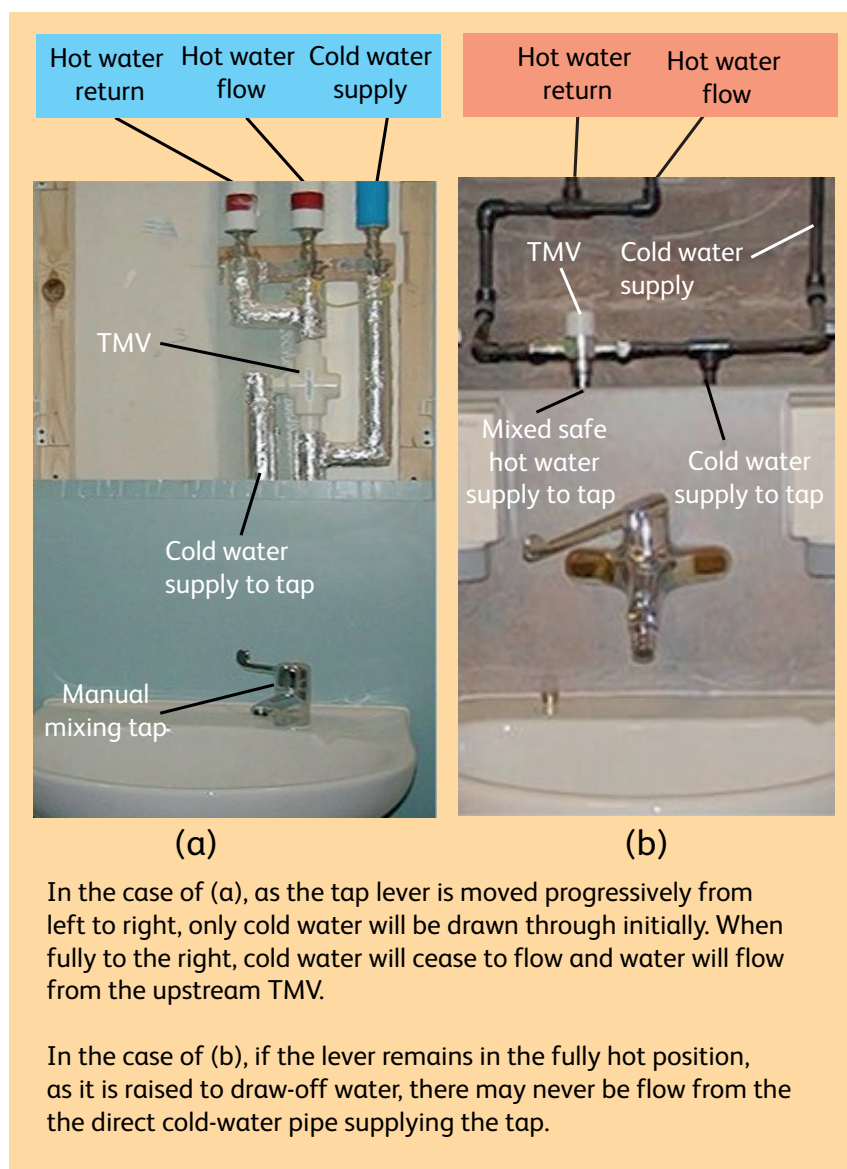 Hot water
return
Hot water
flow
Cold water
supply
Hot water
return
Hot water
flow
TMV
Cold water
supply to tap
Manual
mixing tap
TMV
Cold water
supply
Mixed safe
hot water
supply to tap
Cold water
supply to tap
(a)
(b)
In the case of (a), as the tap lever is moved progressively from
left to right, only cold water will be drawn through initially. When
fully to the right, cold water will cease to flow and water will flow
from the upstream TMV.
In the case of (b), if the lever remains in the fully hot position,
as it is raised to draw-off water, there may never be flow from the
the direct cold-water pipe supplying the tap.